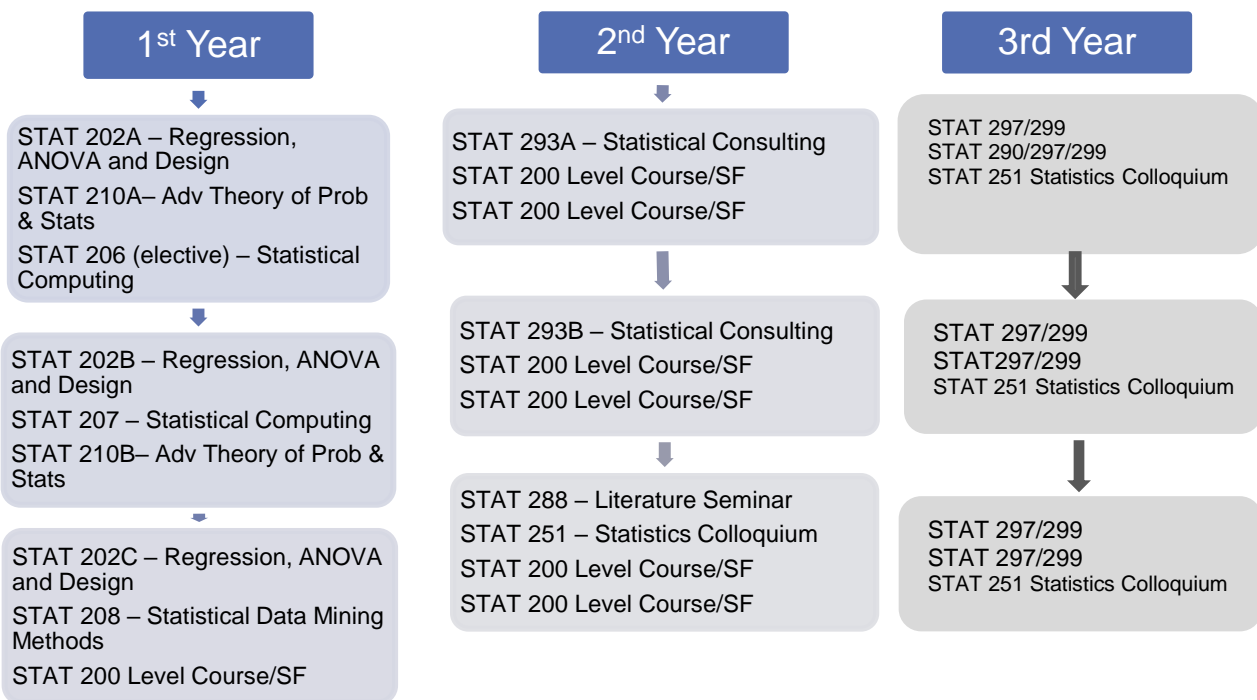 1st Year
STAT 202A – Regression,
ANOVA and Design
STAT 210A– Adv Theory of Prob
& Stats
STAT 206 (elective) – Statistical
Computing
STAT 202B – Regression, ANOVA
and Design
STAT 207 – Statistical Computing
STAT 210B– Adv Theory of Prob &
Stats
STAT 202C – Regression, ANOVA
and Design
STAT 208 – Statistical Data Mining
Methods
STAT 200 Level Course/SF
2nd Year
STAT 293A – Statistical Consulting
STAT 200 Level Course/SF
STAT 200 Level Course/SF
STAT 293B – Statistical Consulting
STAT 200 Level Course/SF
STAT 200 Level Course/SF
STAT 288 – Literature Seminar
STAT 251 – Statistics Colloquium
STAT 200 Level Course/SF
STAT 200 Level Course/SF
3rd Year
STAT 297/299
STAT 290/297/299
STAT 251 Statistics Colloquium
STAT 297/299
STAT297/299
STAT 251 Statistics Colloquium
STAT 297/299
STAT 297/299
STAT 251 Statistics Colloquium